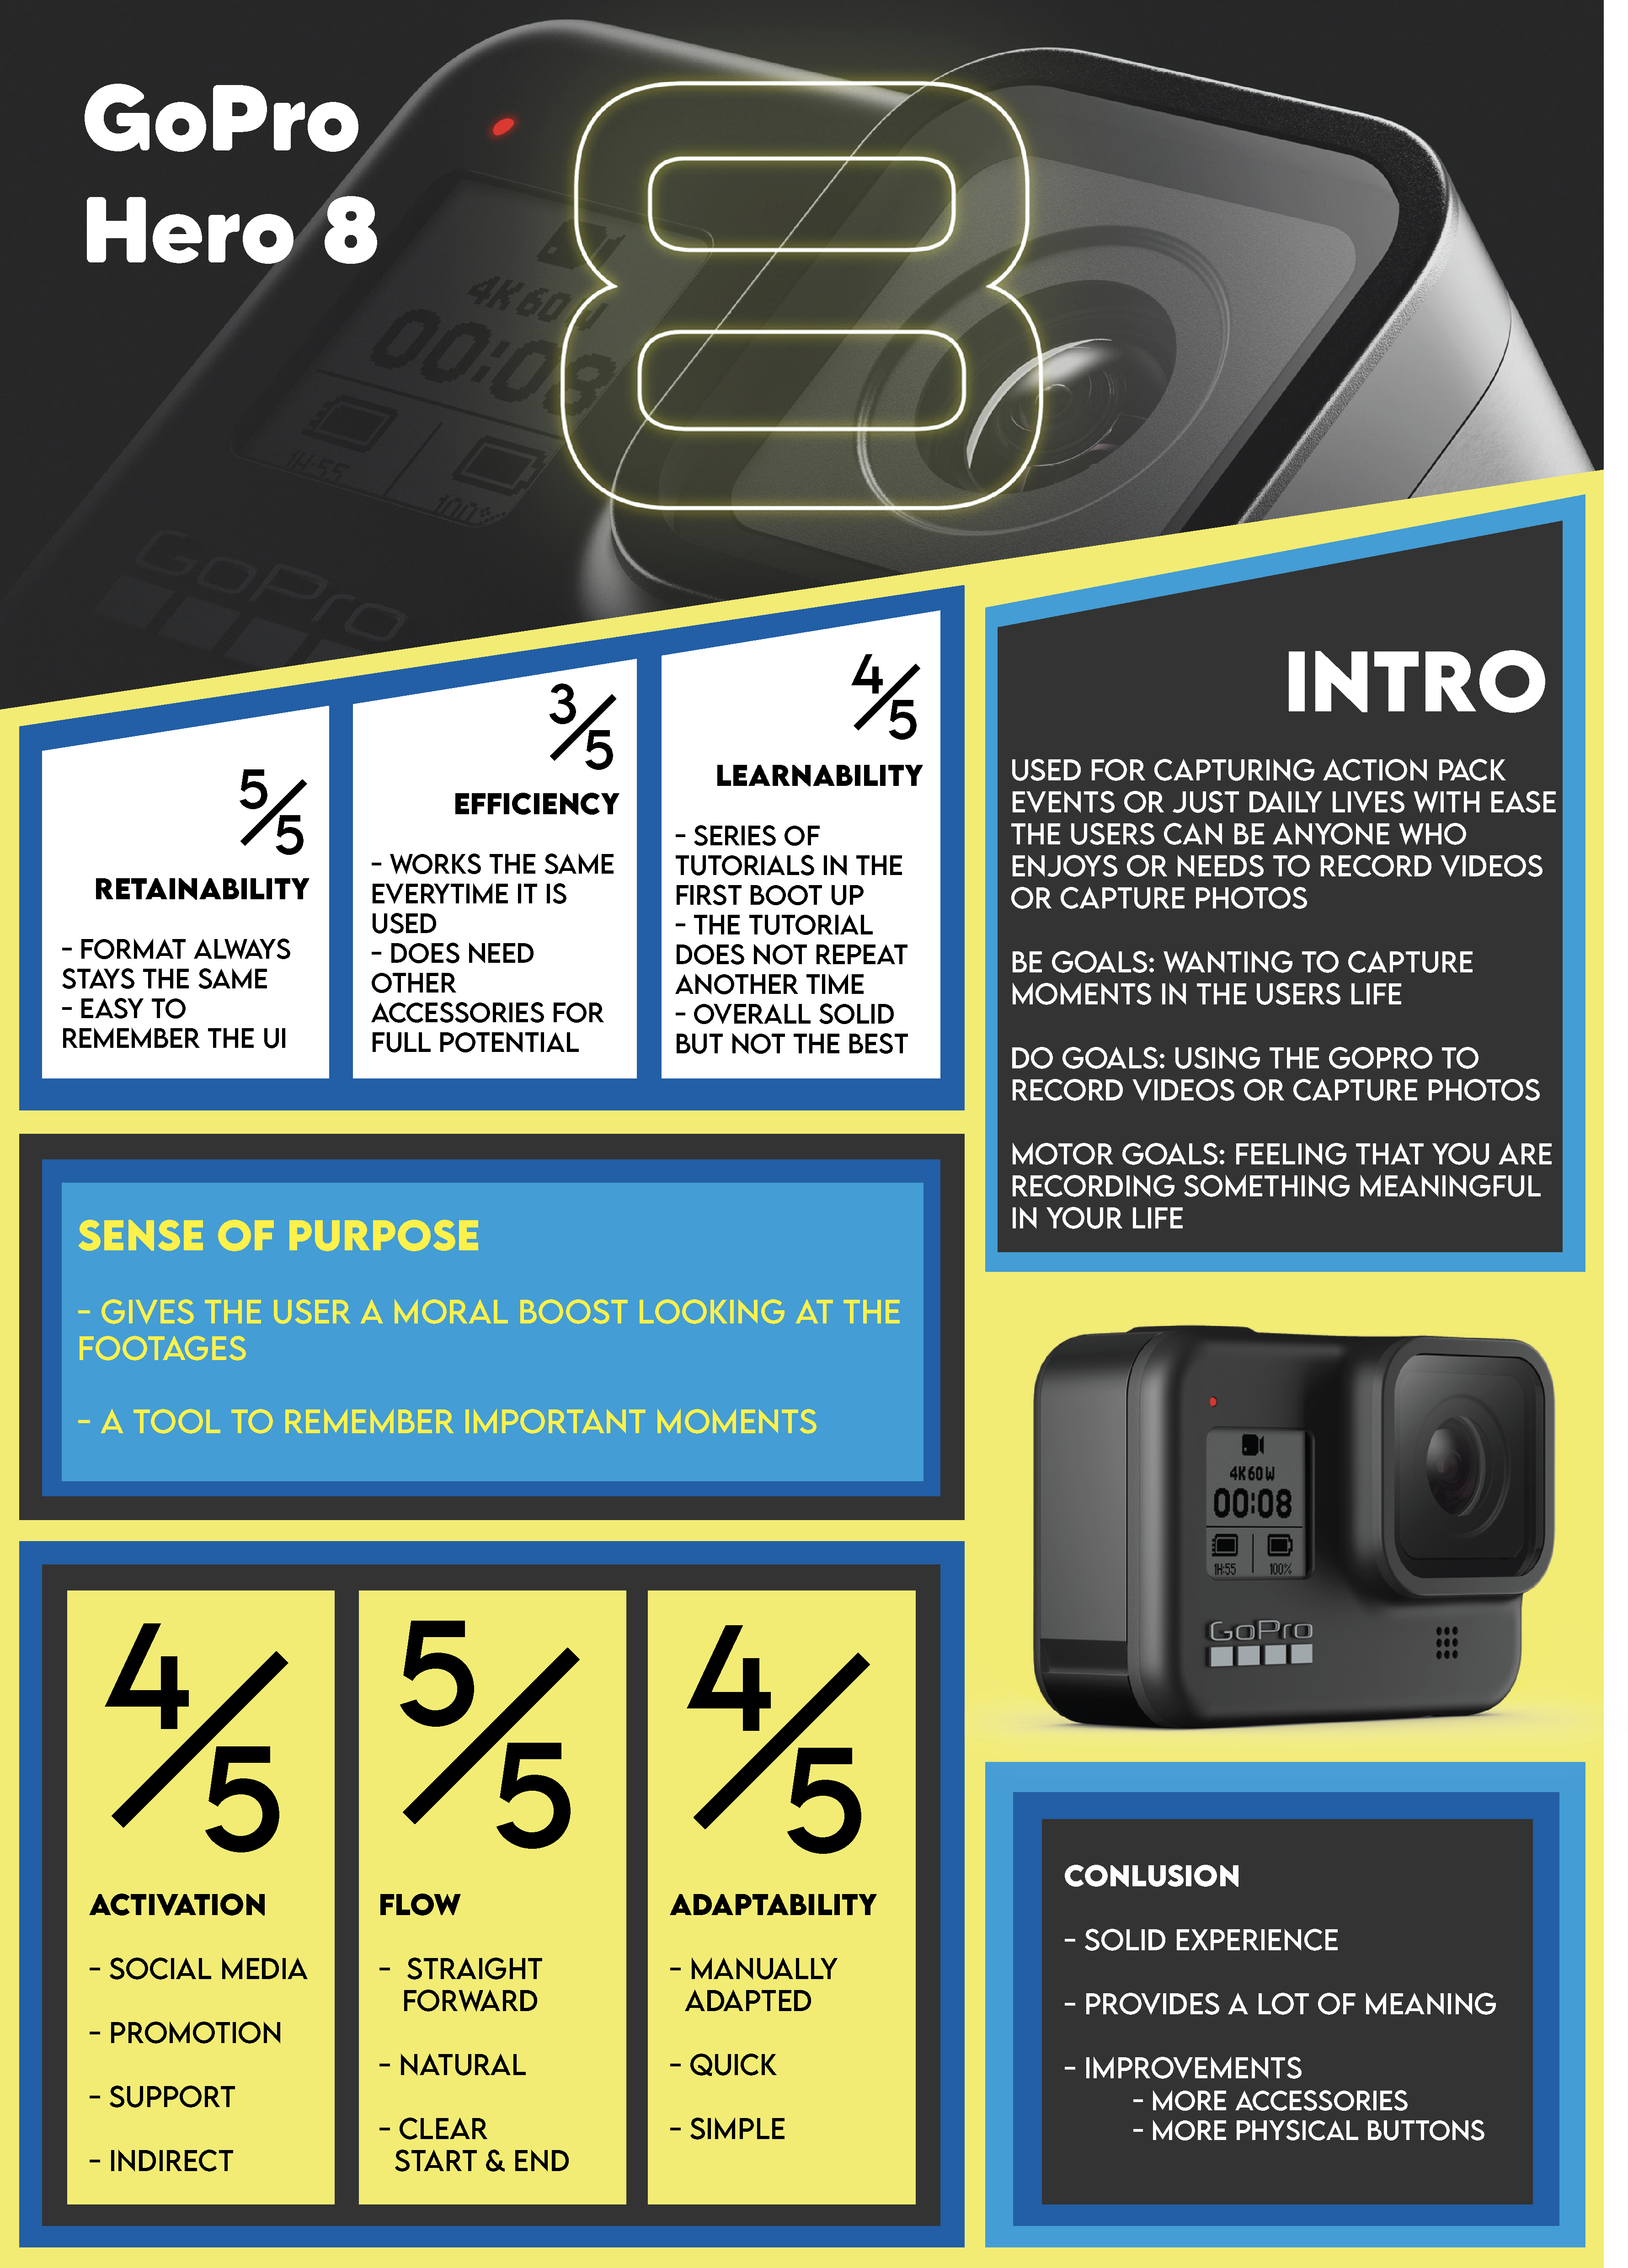 GoPro
Hero 8
8
4K60W
00:08
1H:55
100%
GoPro
5/5
RETAINABILITY
- FORMAT ALWAYS
STAYS THE SAME
- EASY TO
REMEMBER THE UI
3/5
EFFICIENCY
- WORKS THE SAME
EVERYTIME IT IS
USED
- DOES NEED
OTHER
ACCESSORIES FOR
FULL POTENTIAL
4/5
LEARNABILITY
- SERIES OF
TUTORIALS IN THE
FIRST BOOT UP
- THE TUTORIAL
DOES NOT REPEAT
ANOTHER TIME
- OVERALL SOLID
BUT NOT THE BEST
INTRO
USED FOR CAPTURING ACTION PACK
EVENTS OR JUST DAILY LIVES WITH EASE
THE USERS CAN BE ANYONE WHO
ENJOYS OR NEEDS TO RECORD VIDEOS
OR CAPTURE PHOTOS
BE GOALS: WANTING TO CAPTURE
MOMENTS IN THE USERS LIFE
DO GOALS: USING THE GOPRO TO
RECORD VIDEOS OR CAPTURE PHOTOS
MOTOR GOALS: FEELING THAT YOU ARE
RECORDING SOMETHING MEANINGFUL
IN YOUR LIFE
SENSE OF PURPOSE
- GIVES THE USER A MORAL BOOST LOOKING AT THE
FOOTAGES
- A TOOL TO REMEMBER IMPORTANT MOMENTS
4K60W
00:08
1H:55
100%
GoPro
4/5
ACTIVATION
- SOCIAL MEDIA
- PROMOTION
- SUPPORT
- INDIRECT
5/5
FLOW
- STRAIGHT
FORWARD
- NATURAL
- CLEAR
START & END
4/5
ADAPTABILITY
- MANUALLY
ADAPTED
- QUICK
- SIMPLE
CONLUSION
- SOLID EXPERIENCE
- PROVIDES A LOT OF MEANING
- IMPROVEMENTS
- MORE ACCESSORIES
- MORE PHYSICAL BUTTONS